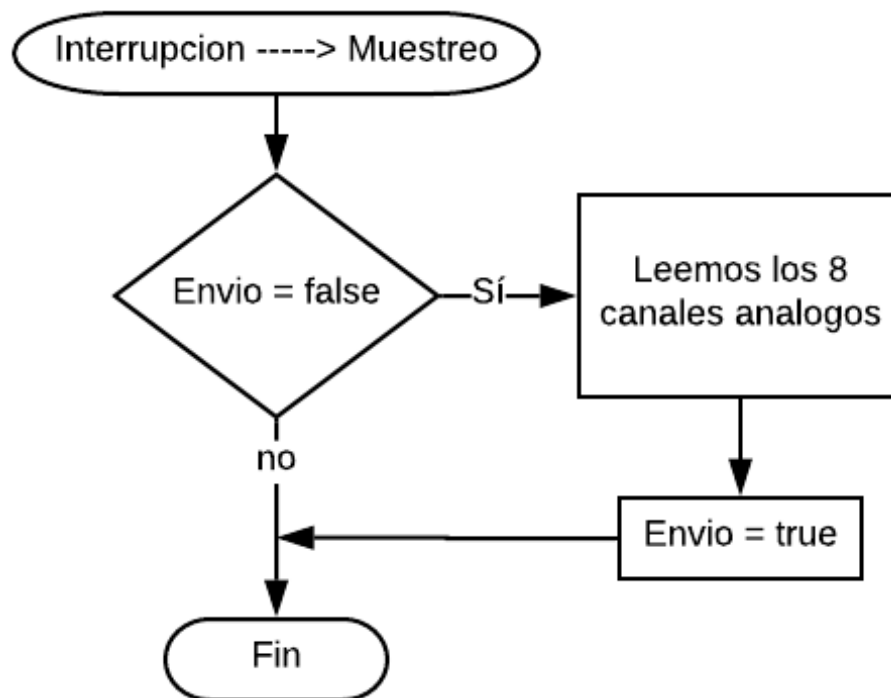 Interrupcion -----> Muestreo
Envio = false
Sí
Leemos los 8
canales analogos
no
Envio = true
Fin